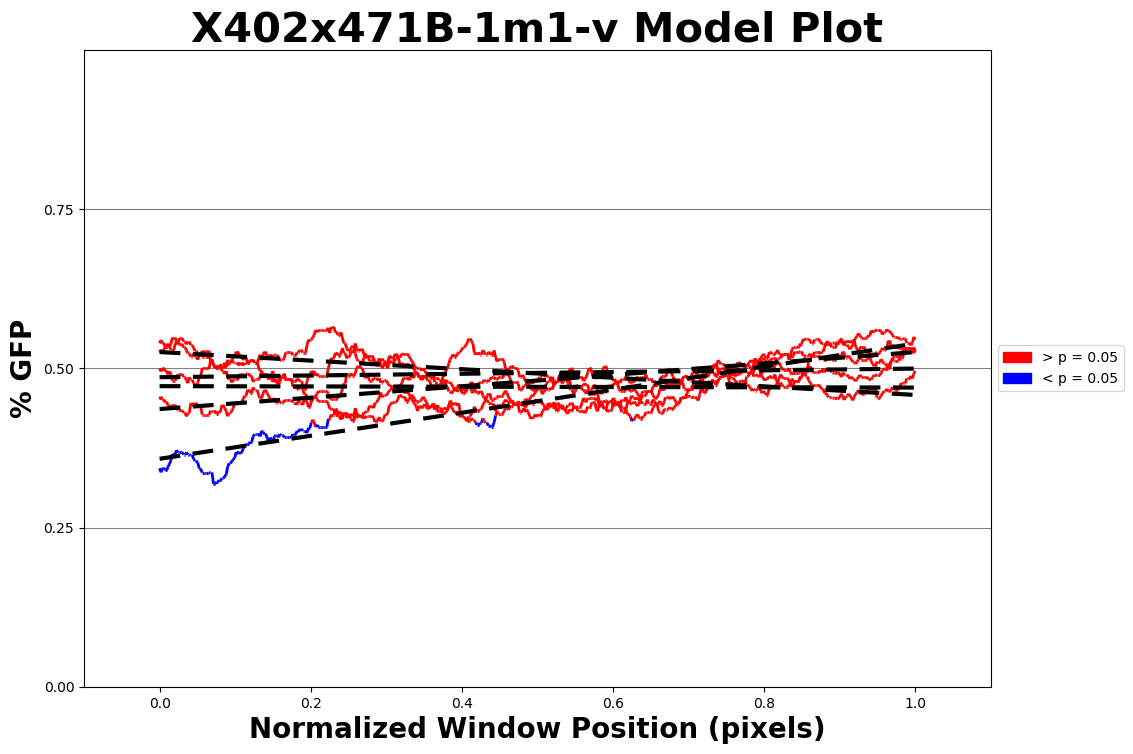 X402x471B-1m1-v Model Plot
% GFP
0.75
0.50
0.25
0.00
0.0 0.2 0.4 0.6 0.8 1.0
Normalized Window Position (pixels)
> p = 0.05
< p = 0.05